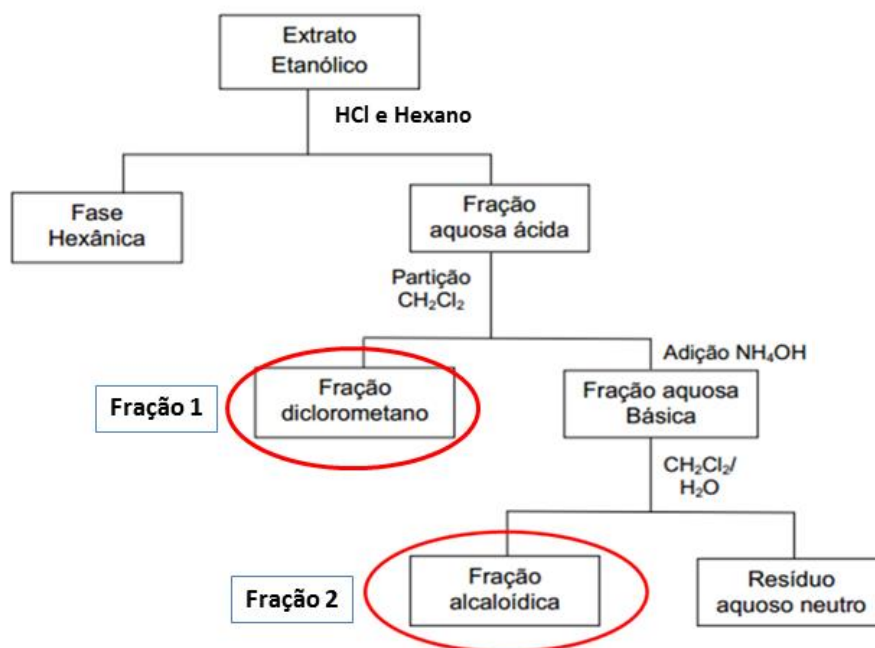 Extrato
Etanólico
HCl e Hexano
Fase
Hexânica
Fração
aquosa ácida
Partição
CH₂Cl₂
Adição NH₄OH
Fração 1
Fração
diclorometano
Fração aquosa
Básica
CH₂Cl₂/
H₂O
Fração 2
Fração
alcaloídica
Resíduo
aquoso neutro